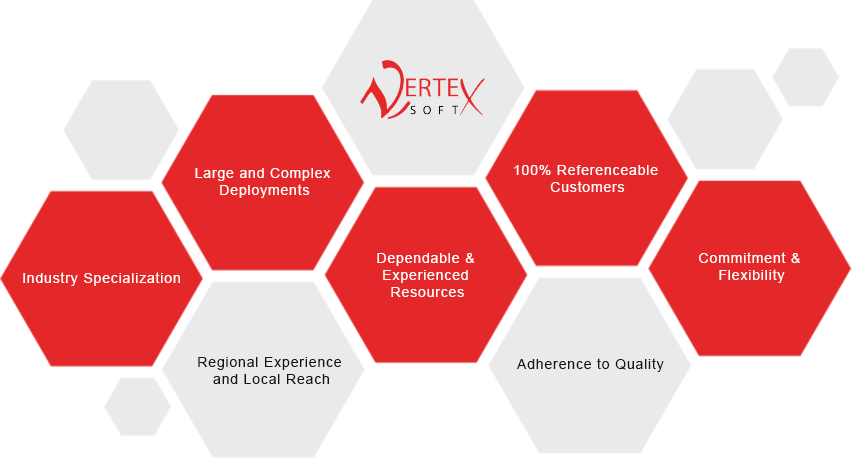 VERTEX
SOFT
Large and Complex
Deployments
100% Referenceable
Customers
Industry Specialization
Dependable &
Experienced
Resources
Commitment &
Flexibility
Regional Experience
and Local Reach
Adherence to Quality